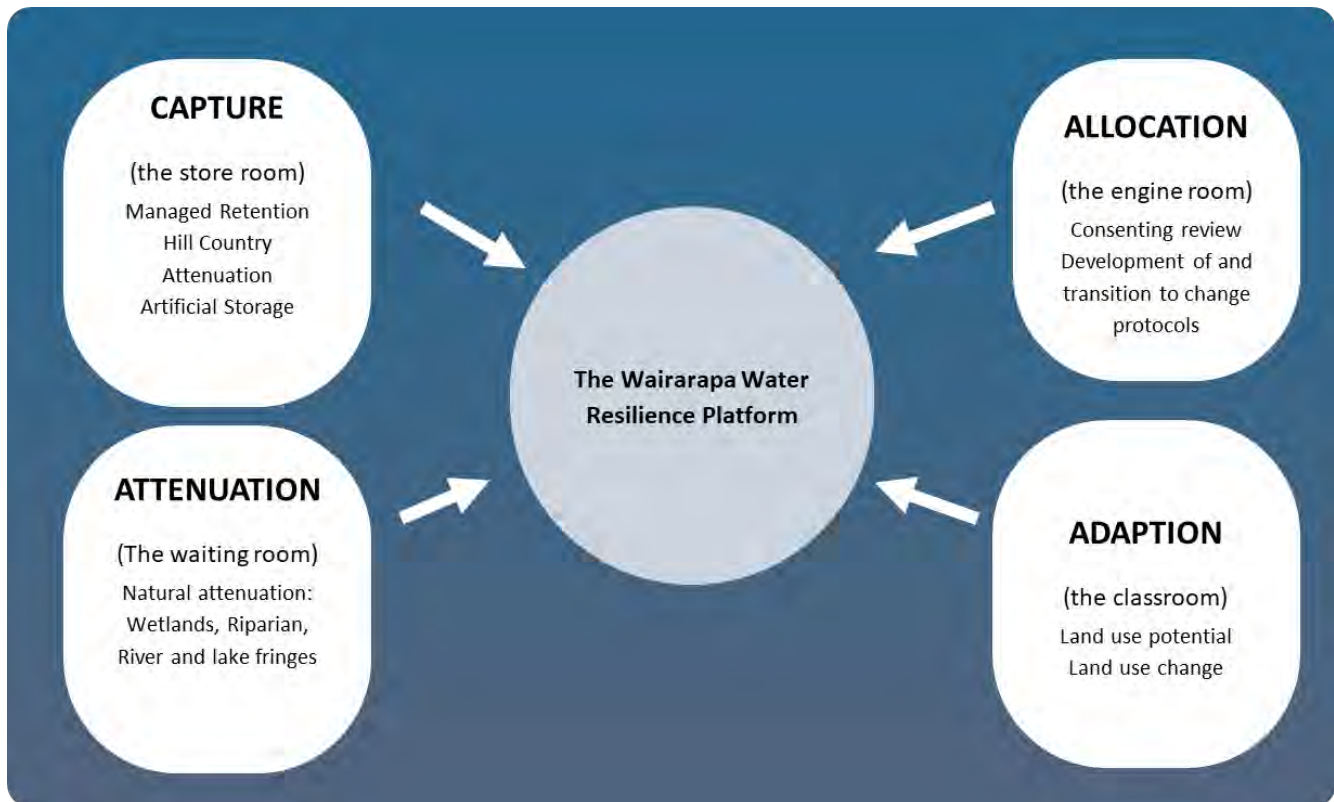 CAPTURE
(the store room)
Managed Retention
Hill Country
Attenuation
Artificial Storage
ATTENUATION
(The waiting room)
Natural attenuation:
Wetlands, Riparian,
River and lake fringes
The Wairarapa Water
Resilience Platform
ALLOCATION
(the engine room)
Consenting review
Development of and
transition to change
protocols
ADAPTION
(the classroom)
Land use potential
Land use change